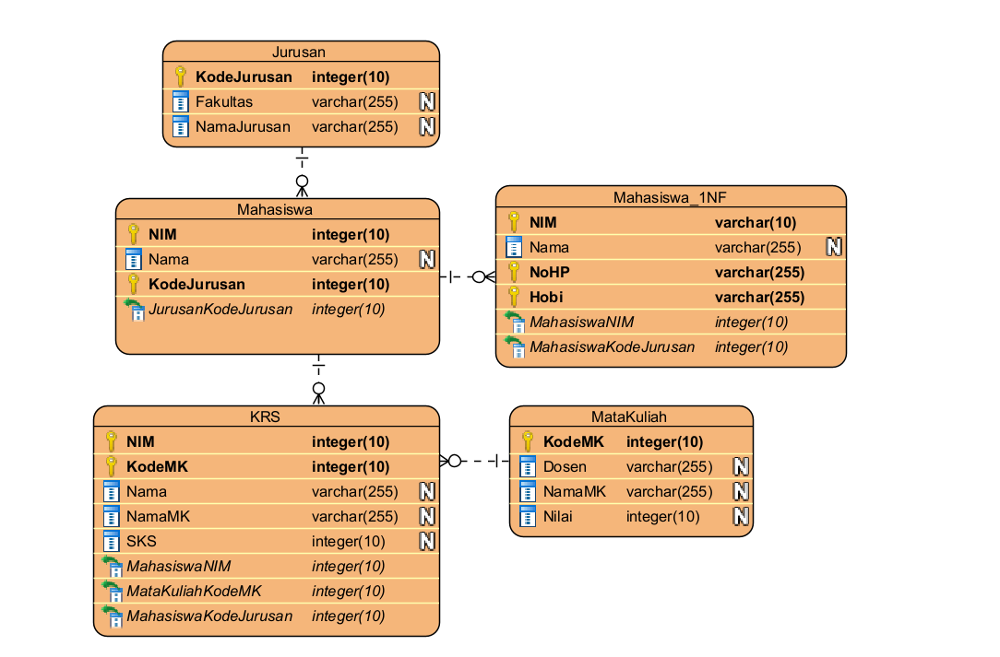 Jurusan
KodeJurusan integer(10)
Fakultas varchar(255) N
NamaJurusan varchar(255) N
Mahasiswa
NIM integer(10)
Nama varchar(255) N
KodeJurusan integer(10)
JurusanKodeJurusan integer(10)
Mahasiswa_1NF
NIM varchar(10)
Nama varchar(255) N
NoHP varchar(255)
Hobi varchar(255)
MahasiswaNIM integer(10)
MahasiswaKodeJurusan integer(10)
KRS
NIM integer(10)
KodeMK integer(10)
Nama varchar(255) N
NamaMK varchar(255) N
SKS integer(10) N
MahasiswaNIM integer(10)
MataKuliahKodeMK integer(10)
MahasiswaKodeJurusan integer(10)
MataKuliah
KodeMK integer(10)
Dosen varchar(255) N
NamaMK varchar(255) N
Nilai integer(10) N